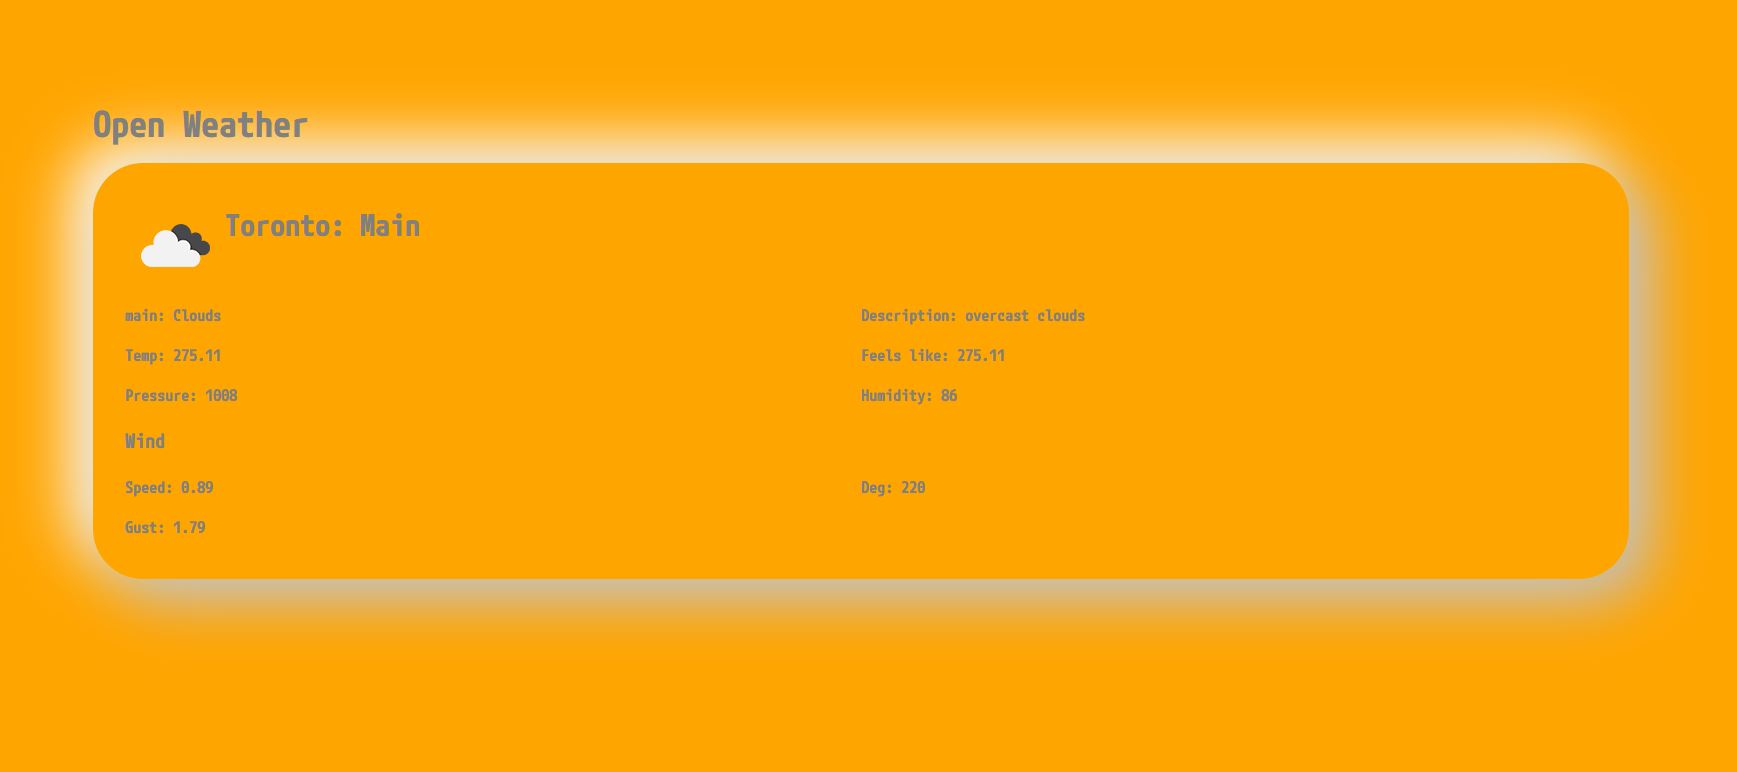 Open Weather
Toronto: Main
main: Clouds
Description: overcast clouds
Temp: 275.11
Feels like: 275.11
Pressure: 1008
Humidity: 86
Wind
Speed: 0.89
Deg: 220
Gust: 1.79